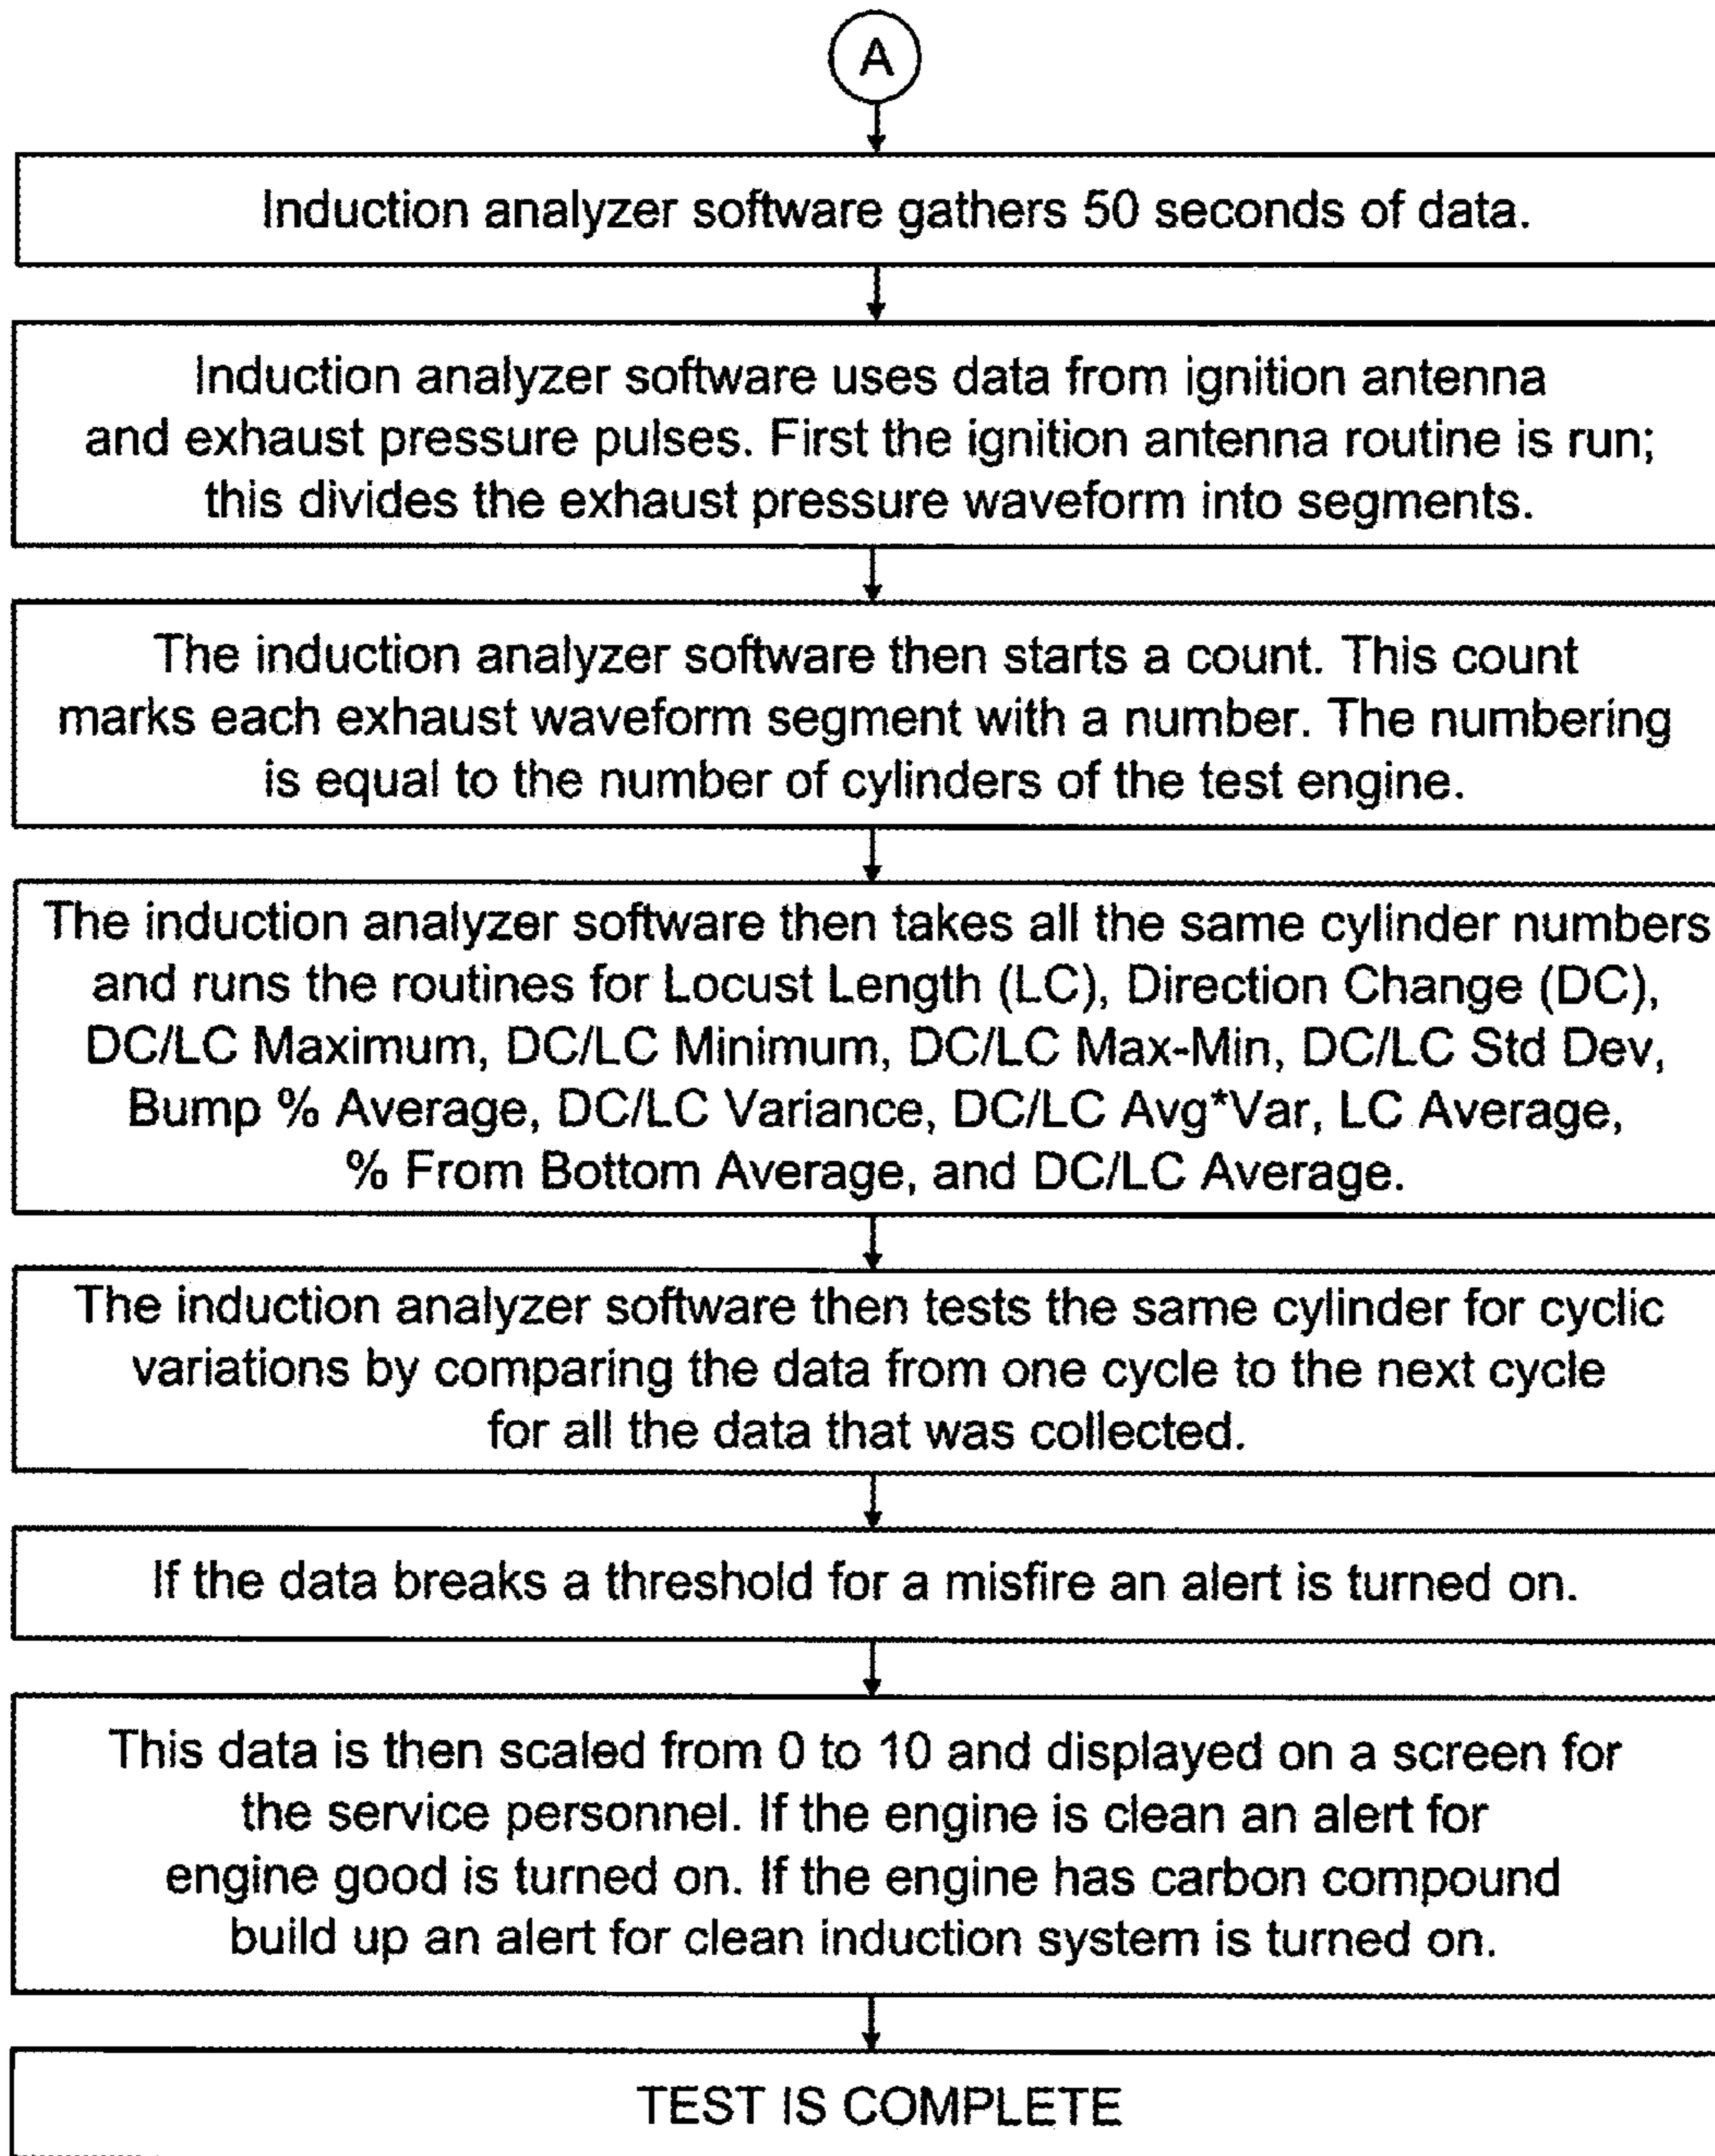 A
Induction analyzer software gathers 50 seconds of data.
Induction analyzer software uses data from ignition antenna
and exhaust pressure pulses. First the ignition antenna routine is run;
this divides the exhaust pressure waveform into segments.
The induction analyzer software then starts a count. This count
marks each exhaust waveform segment with a number. The numbering
is equal to the number of cylinders of the test engine.
The induction analyzer software then takes all the same cylinder numbers
and runs the routines for Locust Length (LC), Direction Change (DC),
DC/LC Maximum, DC/LC Minimum, DC/LC Max-Min, DC/LC Std Dev,
Bump % Average, DC/LC Variance, DC/LC Avg*Var, LC Average,
% From Bottom Average, and DC/LC Average.
The induction analyzer software then tests the same cylinder for cyclic
variations by comparing the data from one cycle to the next cycle
for all the data that was collected.
If the data breaks a threshold for a misfire an alert is turned on.
This data is then scaled from 0 to 10 and displayed on a screen for
the service personnel. If the engine is clean an alert for
engine good is turned on. If the engine has carbon compound
build up an alert for clean induction system is turned on.
TEST IS COMPLETE